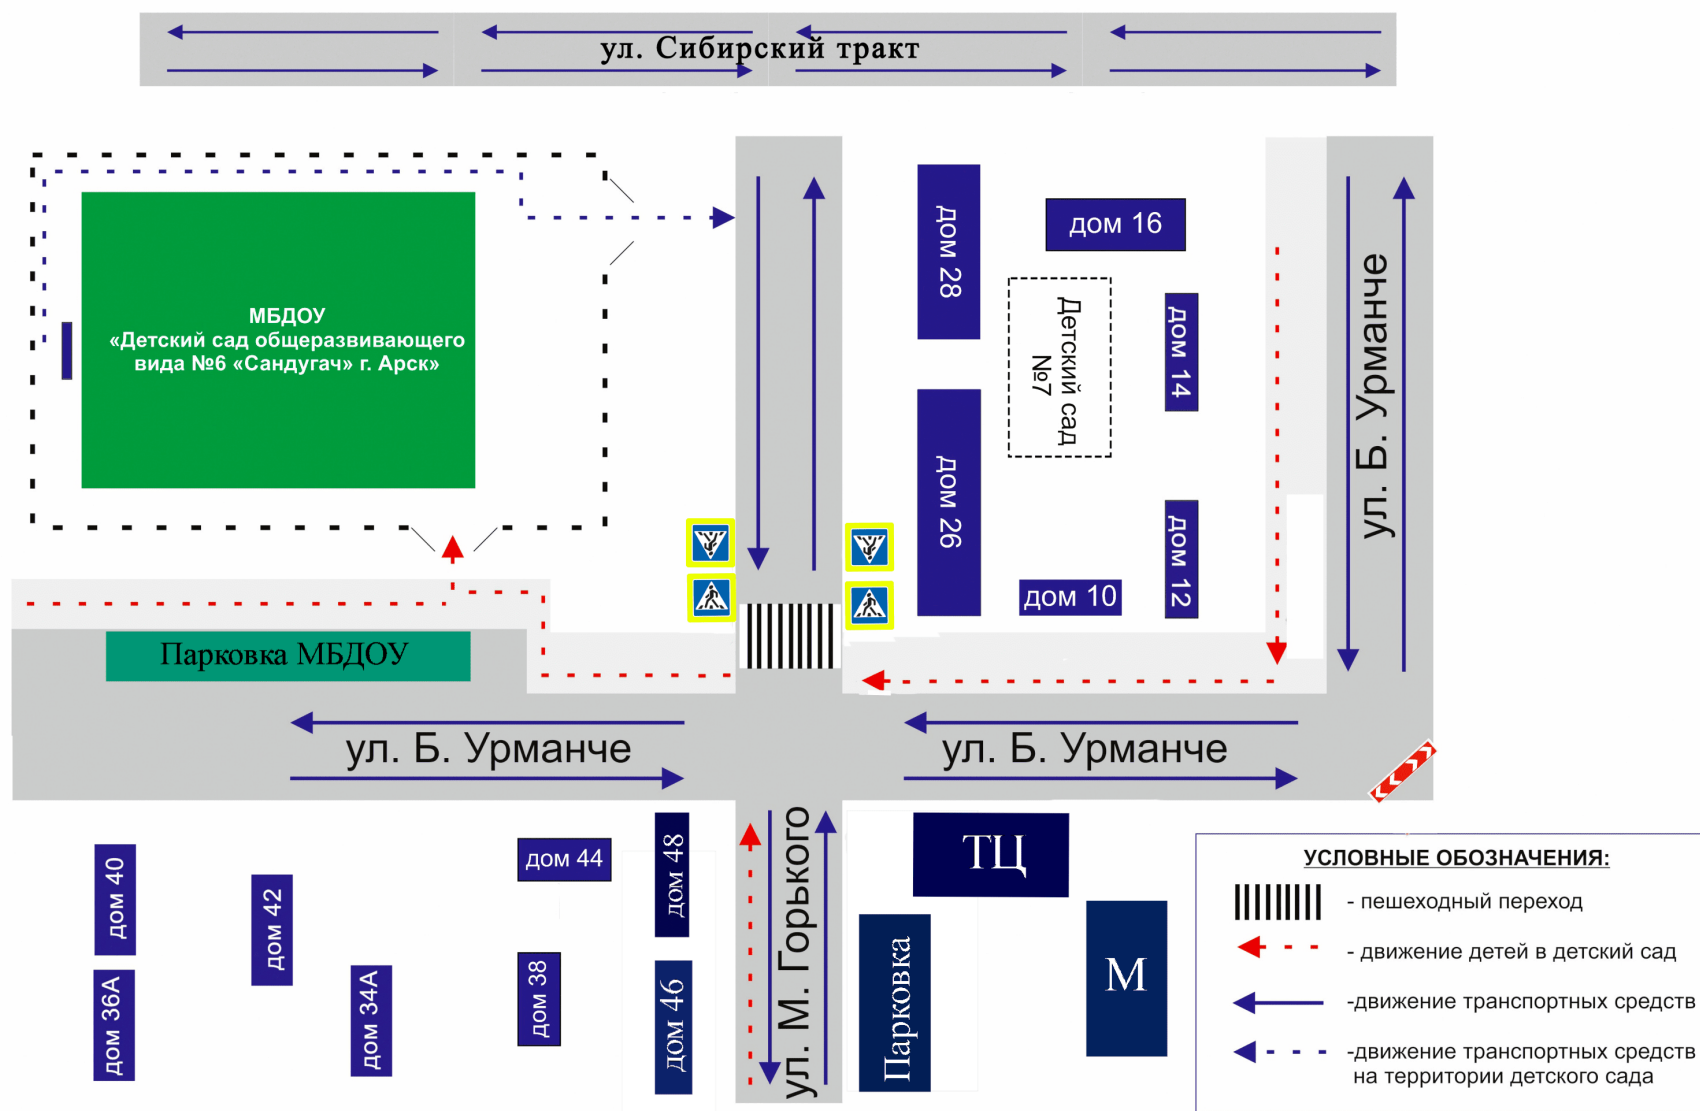 ул. Сибирский тракт
МБДОУ
«Детский сад общеразвивающего
вида №6 «Сандугач» г. Арск»
дом 28
дом 16
Детский сад
№7
дом 14
ул. Б. Урманче
дом 26
дом 12
дом 10
Парковка МБДОУ
ул. Б. Урманче
ул. Б. Урманче
дом 40
дом 42
дом 44
дом 48
ул. М. Горького
ТЦ
дом 36А
дом 34А
дом 38
дом 46
Парковка
М
УСЛОВНЫЕ ОБОЗНАЧЕНИЯ:
- пешеходный переход
- движение детей в детский сад
-движение транспортных средств
-движение транспортных средств
на территории детского сада